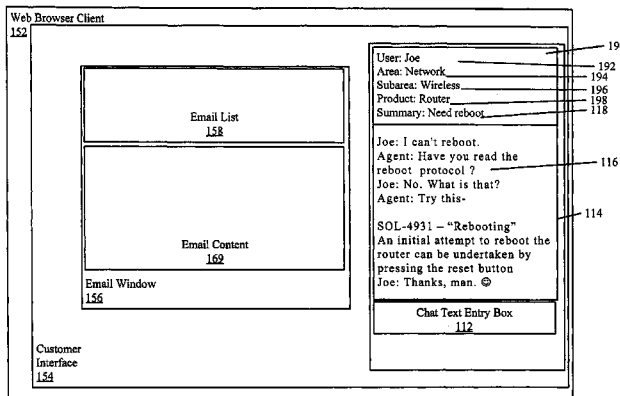 Web Browser Client
152
19
User: Joe
192
Area: Network
194
Subarea: Wireless
196
Product: Router
198
Summary: Need reboot
118
Email List
158
Joe: I can't reboot.
Agent: Have you read the
reboot protocol ?
116
Joe: No. What is that?
Agent: Try this-
114
SOL-4931 – “Rebooting”
An initial attempt to reboot the
router can be undertaken by
pressing the reset button
Joe: Thanks, man. ☺
Email Content
169
Email Window
156
Chat Text Entry Box
112
Customer
Interface
154